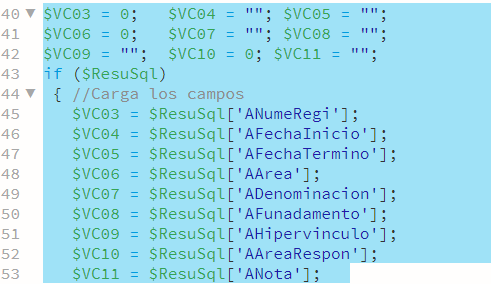 40 $VC03 = 0; $VC04 = ""; $VC05 = "";
41 $VC06 = 0; $VC07 = ""; $VC08 = "";
42 $VC09 = ""; $VC10 = 0; $VC11 = "";
43 if ($ResuSql)
44 { //Carga los campos
45 $VC03 = $ResuSql['ANumeRegi'];
46 $VC04 = $ResuSql['AFechaInicio'];
47 $VC05 = $ResuSql['AFechaTermino'];
48 $VC06 = $ResuSql['AArea'];
49 $VC07 = $ResuSql['ADenominacion'];
50 $VC08 = $ResuSql['AFunadamento'];
51 $VC09 = $ResuSql['AHipervinculo'];
52 $VC10 = $ResuSql['AAreaRespon'];
53 $VC11 = $ResuSql['ANota'];